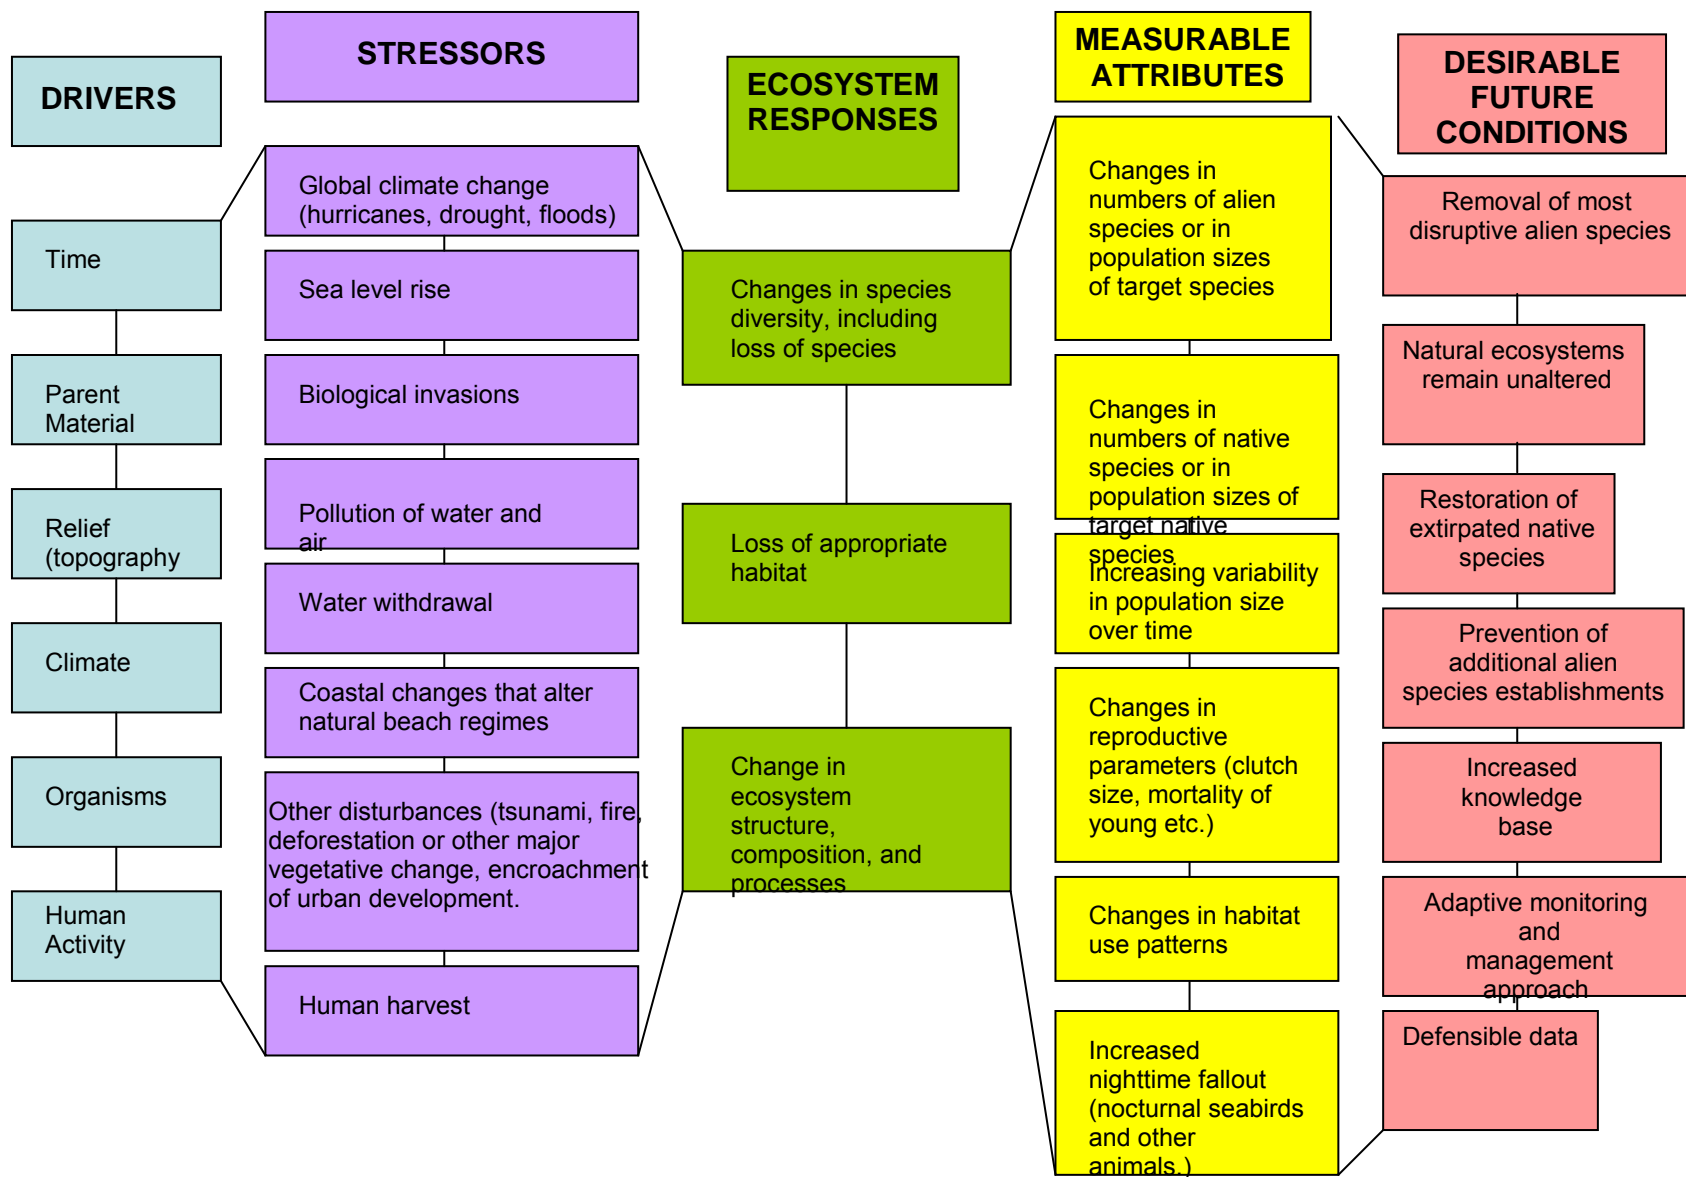 DRIVERS
Time
Parent
Material
Relief
(topography
Climate
Organisms
Human
Activity
STRESSORS
Global climate change
(hurricanes, drought, floods)
Sea level rise
Biological invasions
Pollution of water and
air
Water withdrawal
Coastal changes that alter
natural beach regimes
Other disturbances (tsunami, fire,
deforestation or other major
vegetative change, encroachment
of urban development.
Human harvest
ECOSYSTEM
RESPONSES
Changes in species
diversity, including
loss of species
Loss of appropriate
habitat
Change in
ecosystem
structure,
composition, and
processes
MEASURABLE
ATTRIBUTES
Changes in
numbers of alien
species or in
population sizes
of target species
Changes in
numbers of native
species or in
population sizes of
target native
species
Increasing variability
in population size
over time
Changes in
reproductive
parameters (clutch
size, mortality of
young etc.)
Changes in habitat
use patterns
Increased
nighttime fallout
(nocturnal seabirds
and other
animals.)
DESIRABLE
FUTURE
CONDITIONS
Removal of most
disruptive alien species
Natural ecosystems
remain unaltered
Restoration of
extirpated native
species
Prevention of
additional alien
species establishments
Increased
knowledge
base
Adaptive monitoring
and
management
approach
Defensible data